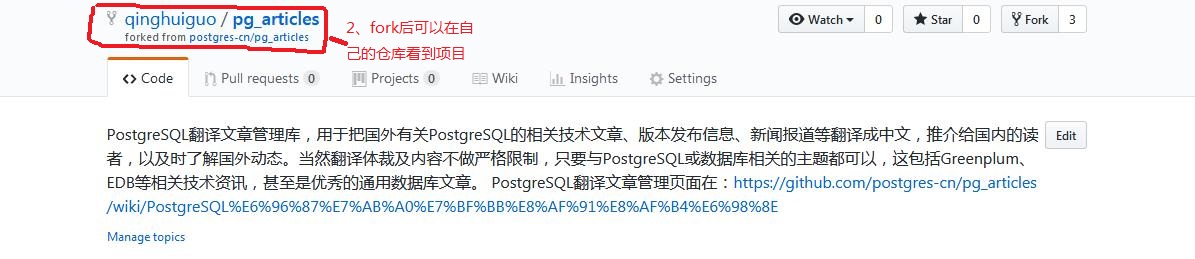 qinghuiguo / pg_articles
forked from postgres-cn/pg_articles
2、fork后可以在自
己的仓库看到项目
Watch 0 Star 0 Fork 3
Code Pull requests 0 Projects 0 Wiki Insights Settings
PostgreSQL翻译文章管理库，用于把国外有关PostgreSQL的相关技术文章、版本发布信息、新闻报道等翻译成中文，推介给国内的读
者，以及时了解国外动态。当然翻译体裁及内容不做严格限制，只要与PostgreSQL或数据库相关的主题都可以，这包括Greenplum、
EDB等相关技术资讯，甚至是优秀的通用数据库文章。 PostgreSQL翻译文章管理页面在：https://github.com/postgres-cn/pg_articles
/wiki/PostgreSQL%E6%96%87%E7%AB%A0%E7%BF%BB%E8%AF%91%E8%AF%B4%E6%98%8E
Edit
Manage topics